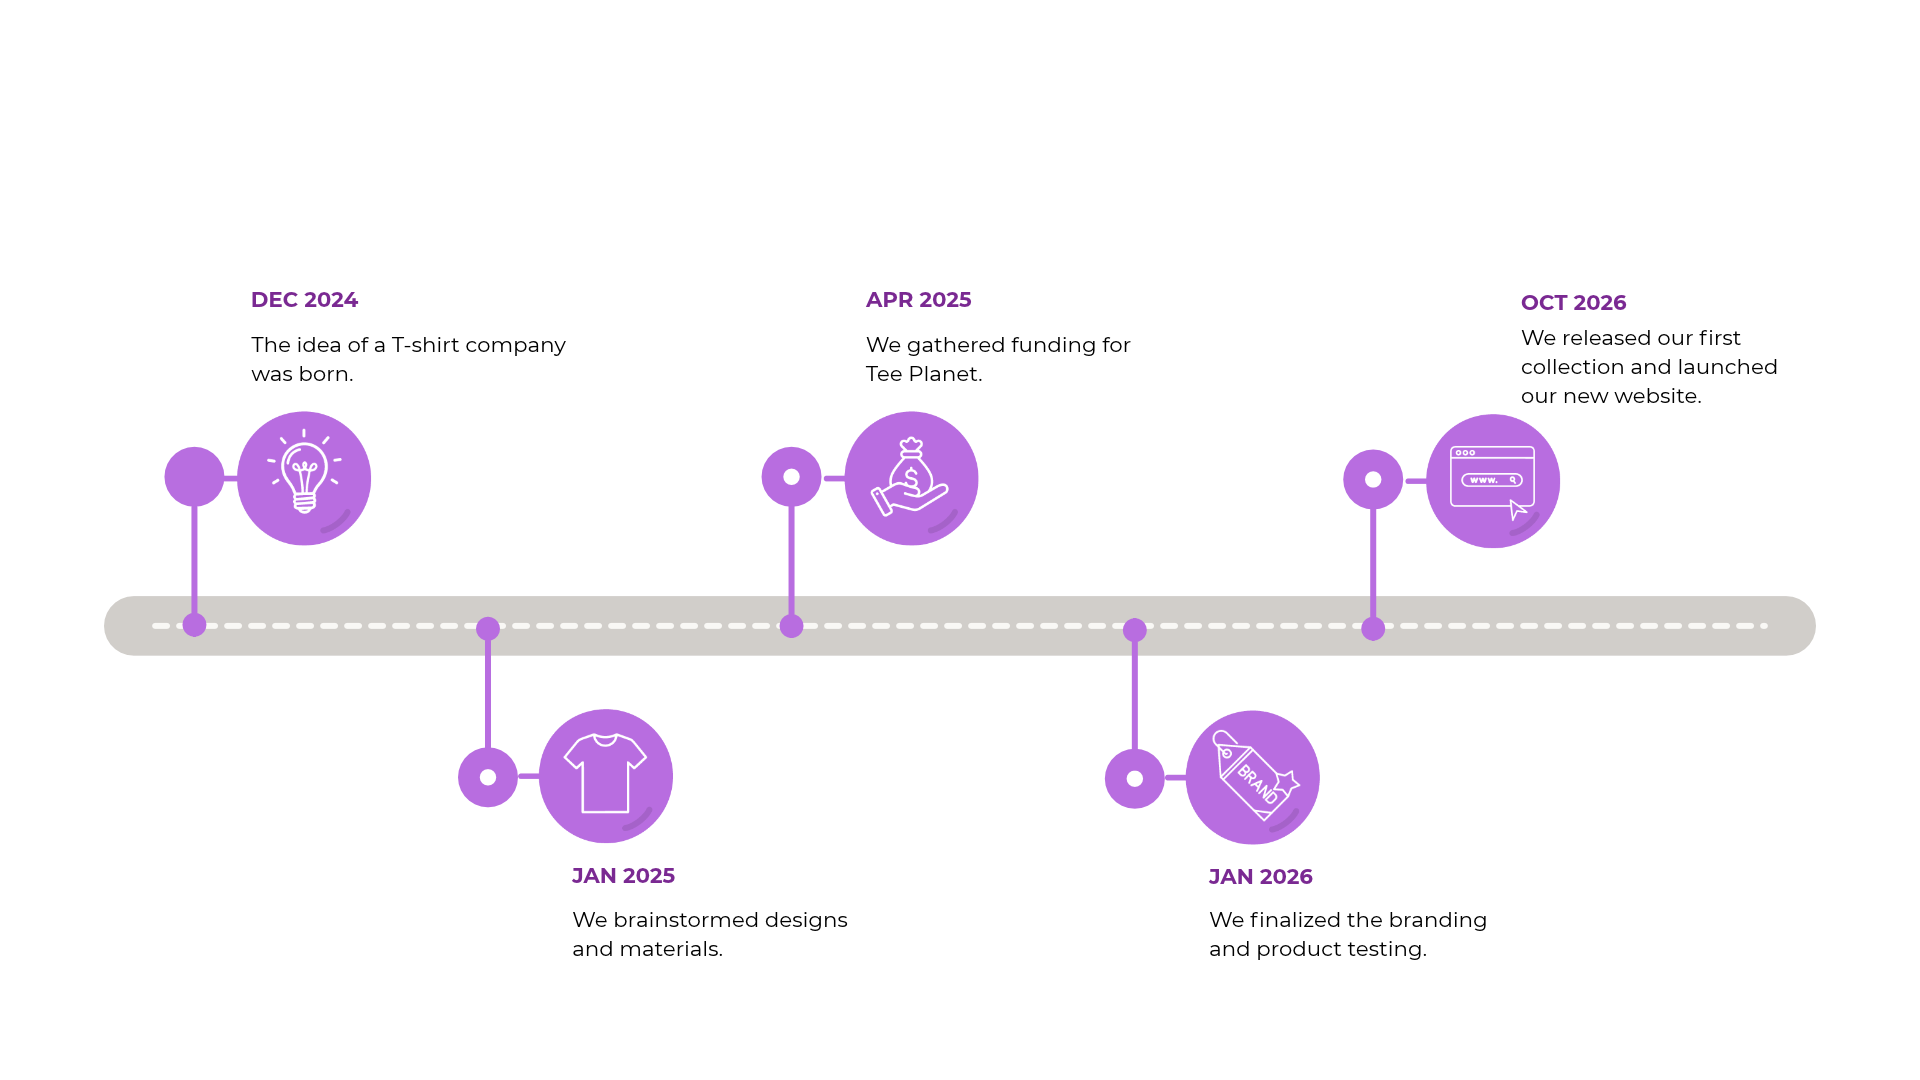 DEC 2024
The idea of a T-shirt company
was born.
APR 2025
We gathered funding for
Tee Planet.
OCT 2026
We released our first
collection and launched
our new website.
$
www.
BRAND
JAN 2025
We brainstormed designs
and materials.
JAN 2026
We finalized the branding
and product testing.